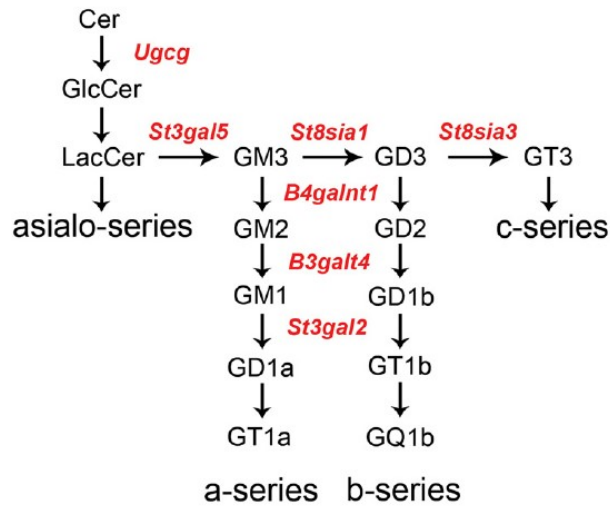 Cer
Ugcg
GlcCer
St3gal5 St8sia1 St8sia3
LacCer GM3 GD3 GT3
B4galnt1
asialo-series GM2 GD2 c-series
B3galt4
GM1 GD1b
St3gal2
GD1a GT1b
GT1a GQ1b
a-series b-series